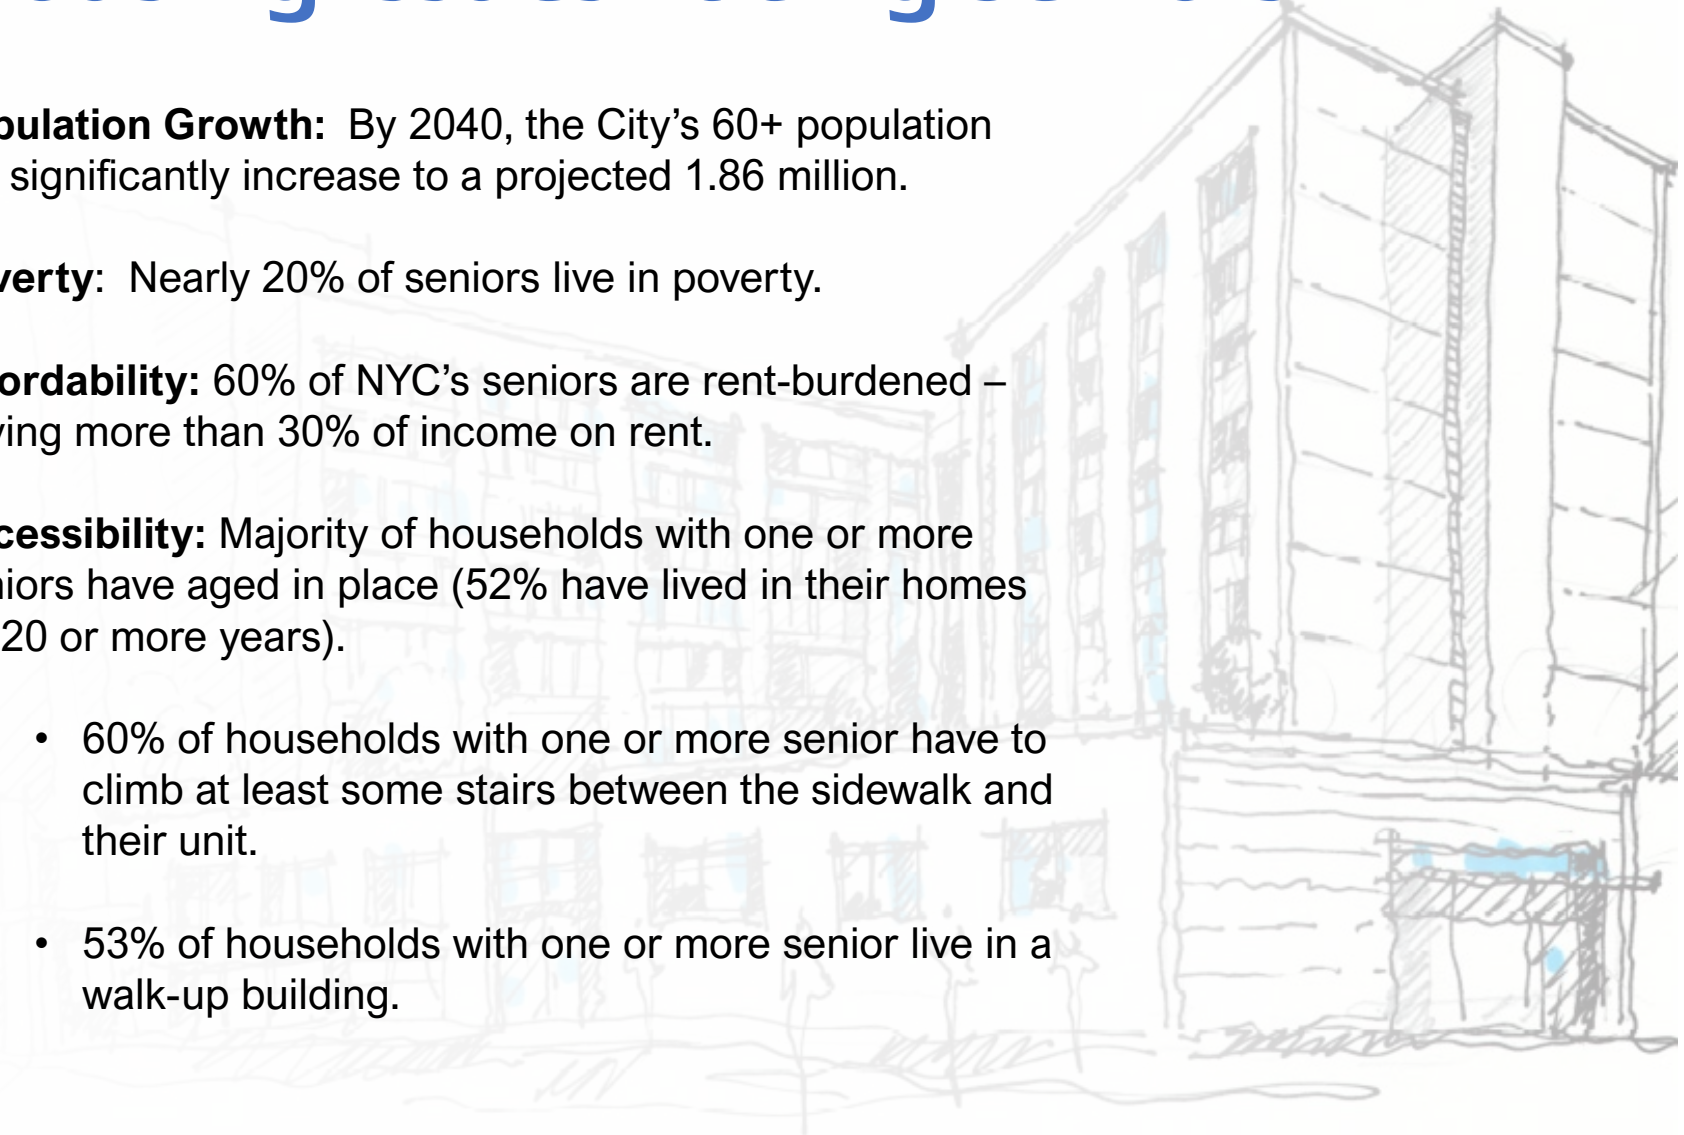 pulation Growth: By 2040, the City’s 60+ population
significantly increase to a projected 1.86 million.
verty: Nearly 20% of seniors live in poverty.
ordability: 60% of NYC’s seniors are rent-burdened –
ying more than 30% of income on rent.
cessibility: Majority of households with one or more
niors have aged in place (52% have lived in their homes
20 or more years).
• 60% of households with one or more senior have to
climb at least some stairs between the sidewalk and
their unit.
• 53% of households with one or more senior live in a
walk-up building.